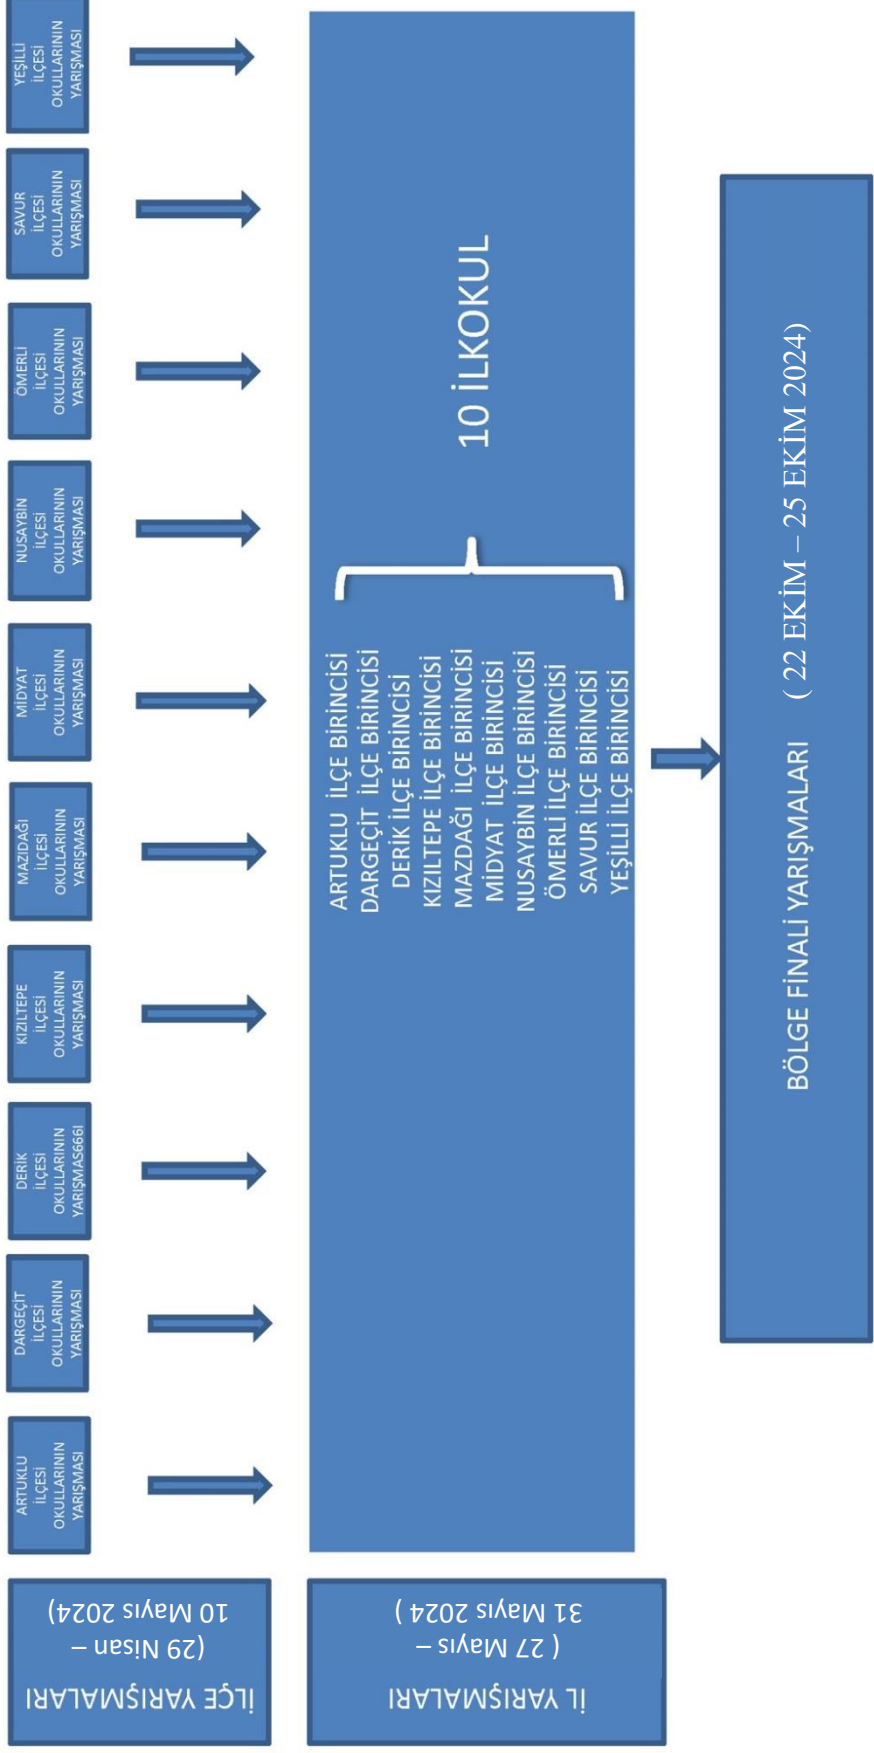 İLÇE YARIŞMALARI
(29 Nisan –
10 Mayıs 2024)
ARTUKLU
İLÇESİ
OKULLARININ
YARIŞMASI
DARGEÇİT
İLÇESİ
OKULLARININ
YARIŞMASI
DERİK
İLÇESİ
OKULLARININ
YARIŞMAS666I
KIZILTEPE
İLÇESİ
OKULLARININ
YARIŞMASI
MAZIDAĞI
İLÇESİ
OKULLARININ
YARIŞMASI
MİDYAT
İLÇESİ
OKULLARININ
YARIŞMASI
NUSAYBİN
İLÇESİ
OKULLARININ
YARIŞMASI
ÖMERLİ
İLÇESİ
OKULLARININ
YARIŞMASI
SAVUR
İLÇESİ
OKULLARININ
YARIŞMASI
YEŞİLLİ
İLÇESİ
OKULLARININ
YARIŞMASI
İL YARIŞMALARI
( 27 Mayıs –
31 Mayıs 2024 )
ARTUKLU İLÇE BİRİNCİSİ
DARGEÇİT İLÇE BİRİNCİSİ
DERİK İLÇE BİRİNCİSİ
KIZILTEPE İLÇE BİRİNCİSİ
MAZDAĞI İLÇE BİRİNCİSİ
MİDYAT İLÇE BİRİNCİSİ
NUSAYBİN İLÇE BİRİNCİSİ
ÖMERLİ İLÇE BİRİNCİSİ
SAVUR İLÇE BİRİNCİSİ
YEŞİLLİ İLÇE BİRİNCİSİ
10 İLKOKUL
BÖLGE FİNALİ YARIŞMALARI ( 22 EKİM – 25 EKİM 2024)